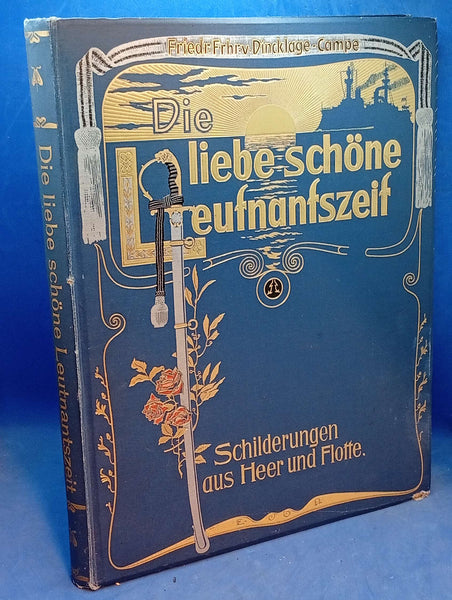 Friedr. Frhr. v. Dincklage-Campe
Die
liebe schöne
Leutnantszeit
Schilderungen
aus Heer und Flotte.
Die liebe schöne Leutnantszeit